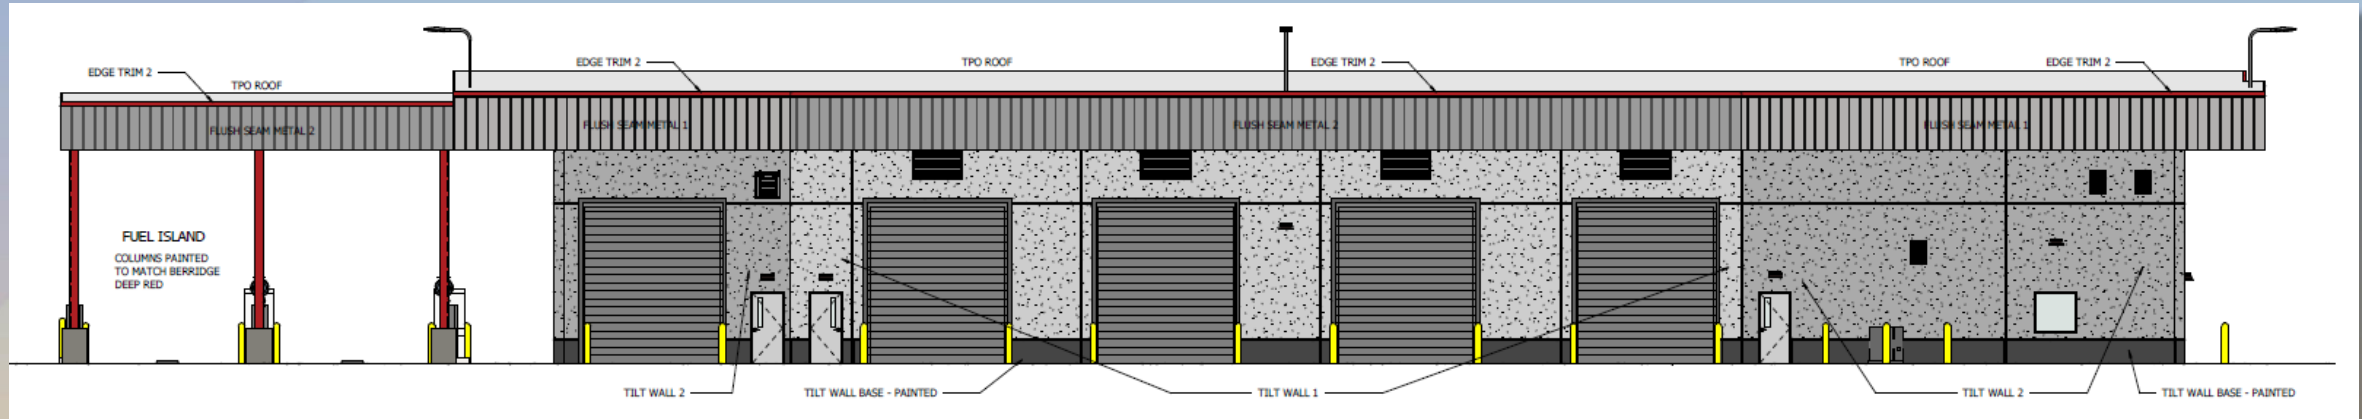 EDGE TRIM 2
TPO ROOF
EDGE TRIM 2
TPO ROOF
EDGE TRIM 2
TPO ROOF
EDGE TRIM 2
FLUSH SEAM METAL 2
FLUSH SEAM METAL 1
FLUSH SEAM METAL 2
FLUSH SEAM METAL 1
FUEL ISLAND
COLUMNS PAINTED
TO MATCH BERRIDGE
DEEP RED
TILT WALL 2
TILT WALL BASE - PAINTED
TILT WALL 1
TILT WALL 2
TILT WALL BASE - PAINTED